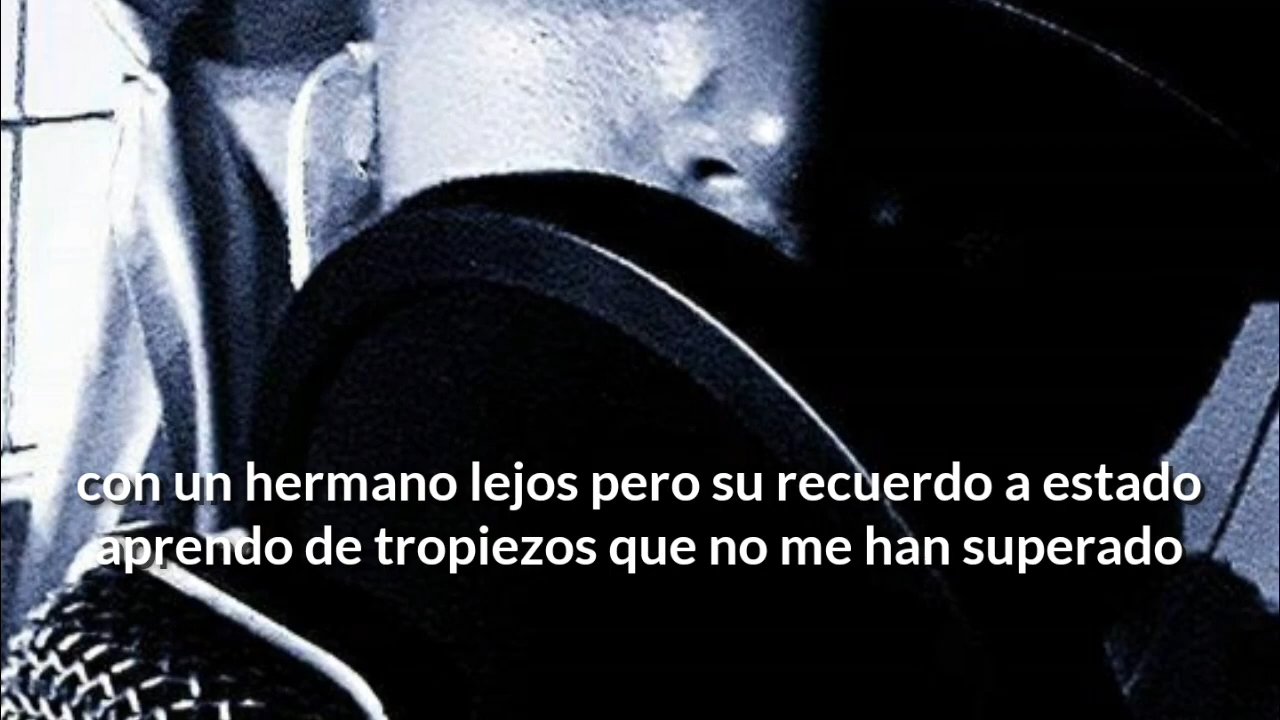 con un hermano lejos pero su recuerdo a estado
aprendo de tropiezos que no me han superado